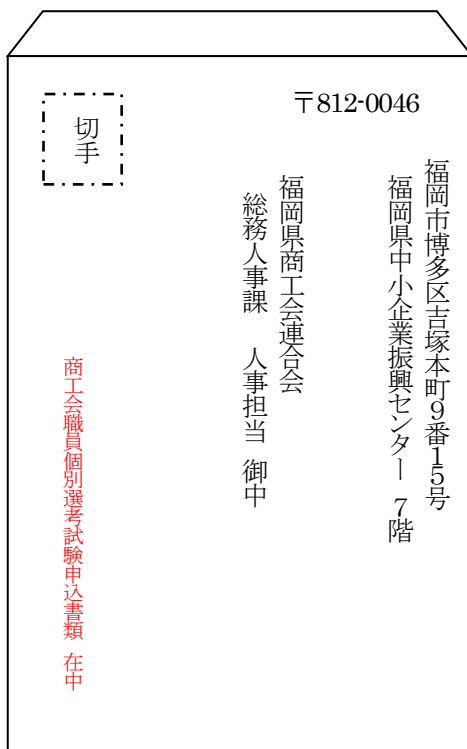 〒812-0046
福岡市博多区吉塚本町9番15号
福岡県中小企業振興センター 7階
福岡県商工会連合会
総務人事課 人事担当 御中
切手
商工会職員個別選考試験申込書類 在中